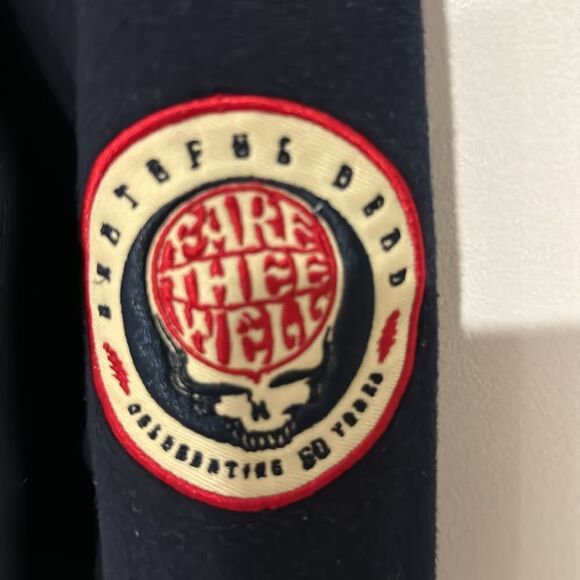 GRATEFUL DEAD
FARE
THEE
WELL
CELEBRATING 50 YEARS